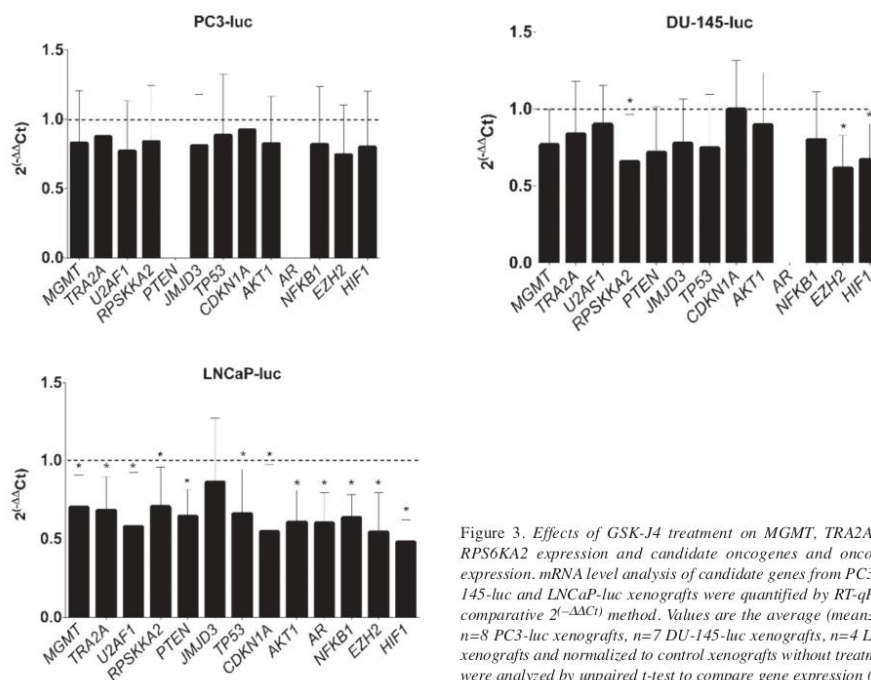 PC3-luc
1.5
1.0
0.5
0.0
2(-ΔΔCt)
MGMT
TRA2A
U2AF1
RPSKKA2
PTEN
JMJD3
TP53
CDKN1A
AKT1
AR
NFKB1
EZH2
HIF1
DU-145-luc
1.5
1.0
0.5
0.0
2(-ΔΔCt)
* * *
MGMT
TRA2A
U2AF1
RPSKKA2
PTEN
JMJD3
TP53
CDKN1A
AKT1
AR
NFKB1
EZH2
HIF1
LNCaP-luc
1.5
1.0
0.5
0.0
2(-ΔΔCt)
* * * * * * * * * * * *
MGMT
TRA2A
U2AF1
RPSKKA2
PTEN
JMJD3
TP53
CDKN1A
AKT1
AR
NFKB1
EZH2
HIF1
Figure 3. Effects of GSK-J4 treatment on MGMT, TRA2A
RPS6KA2 expression and candidate oncogenes and onco
expression. mRNA level analysis of candidate genes from PC3
145-luc and LNCaP-luc xenografts were quantified by RT-qP
comparative 2(−ΔΔCt) method. Values are the average (mean±
n=8 PC3-luc xenografts, n=7 DU-145-luc xenografts, n=4 L
xenografts and normalized to control xenografts without treatm
were analyzed by unpaired t-test to compare gene expression (